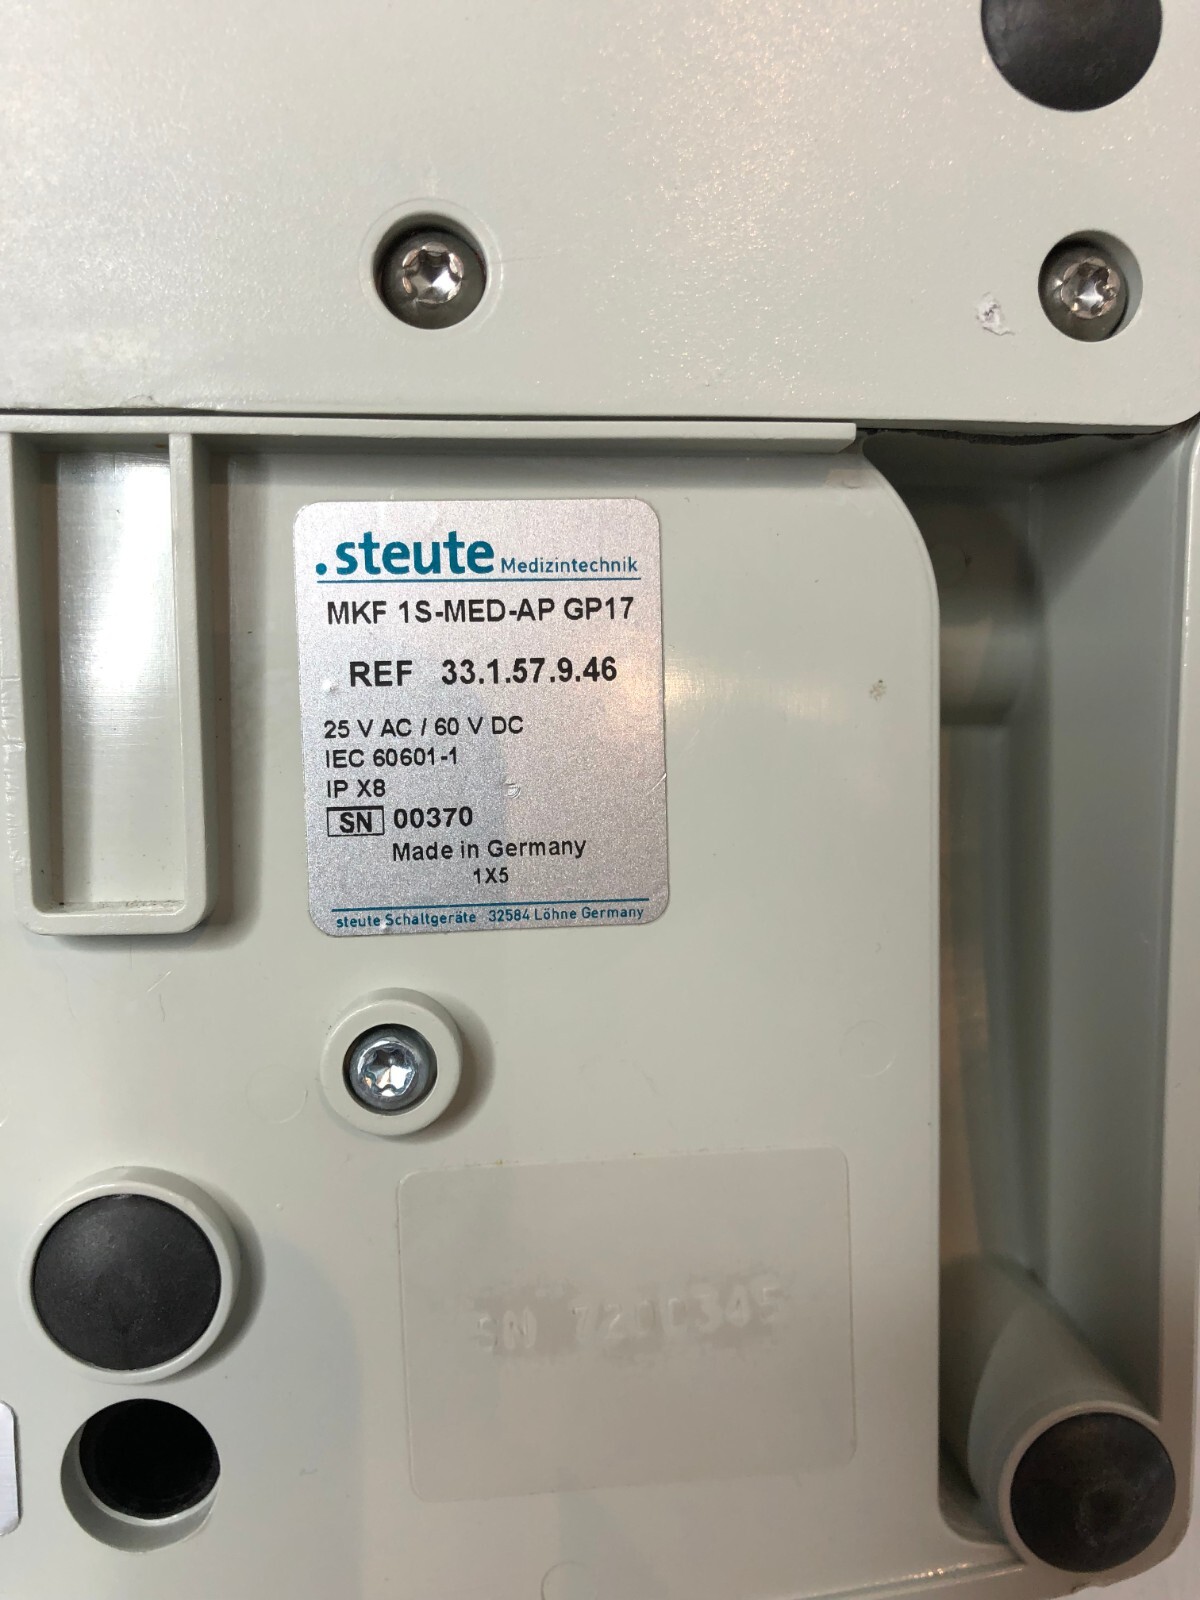 .steute Medizintechnik
MKF 1S-MED-AP GP17
REF 33.1.57.9.46
25 V AC / 60 V DC
IEC 60601-1
IP X8
SN 00370
Made in Germany
1X5
steute Schaltgeräte 32584 Löhne Germany
SN